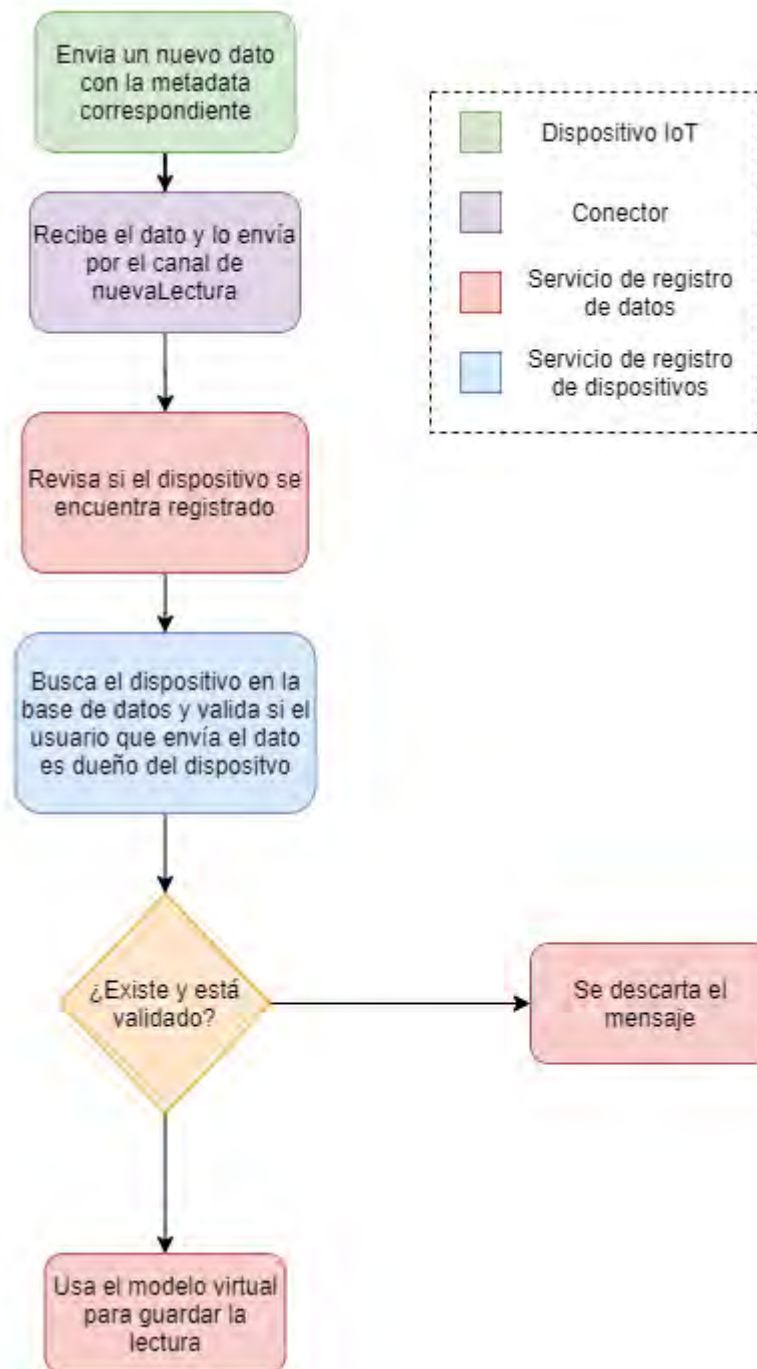 Envia un nuevo dato
con la metadata
correspondiente
Dispositivo IoT
Conector
Servicio de registro
de datos
Servicio de registro
de dispositivos
Recibe el dato y lo envía
por el canal de
nuevaLectura
Revisa si el dispositivo se
encuentra registrado
Busca el dispositivo en la
base de datos y valida si el
usuario que envía el dato
es dueño del dispositvo
¿Existe y está
validado?
Se descarta el
mensaje
Usa el modelo virtual
para guardar la
lectura